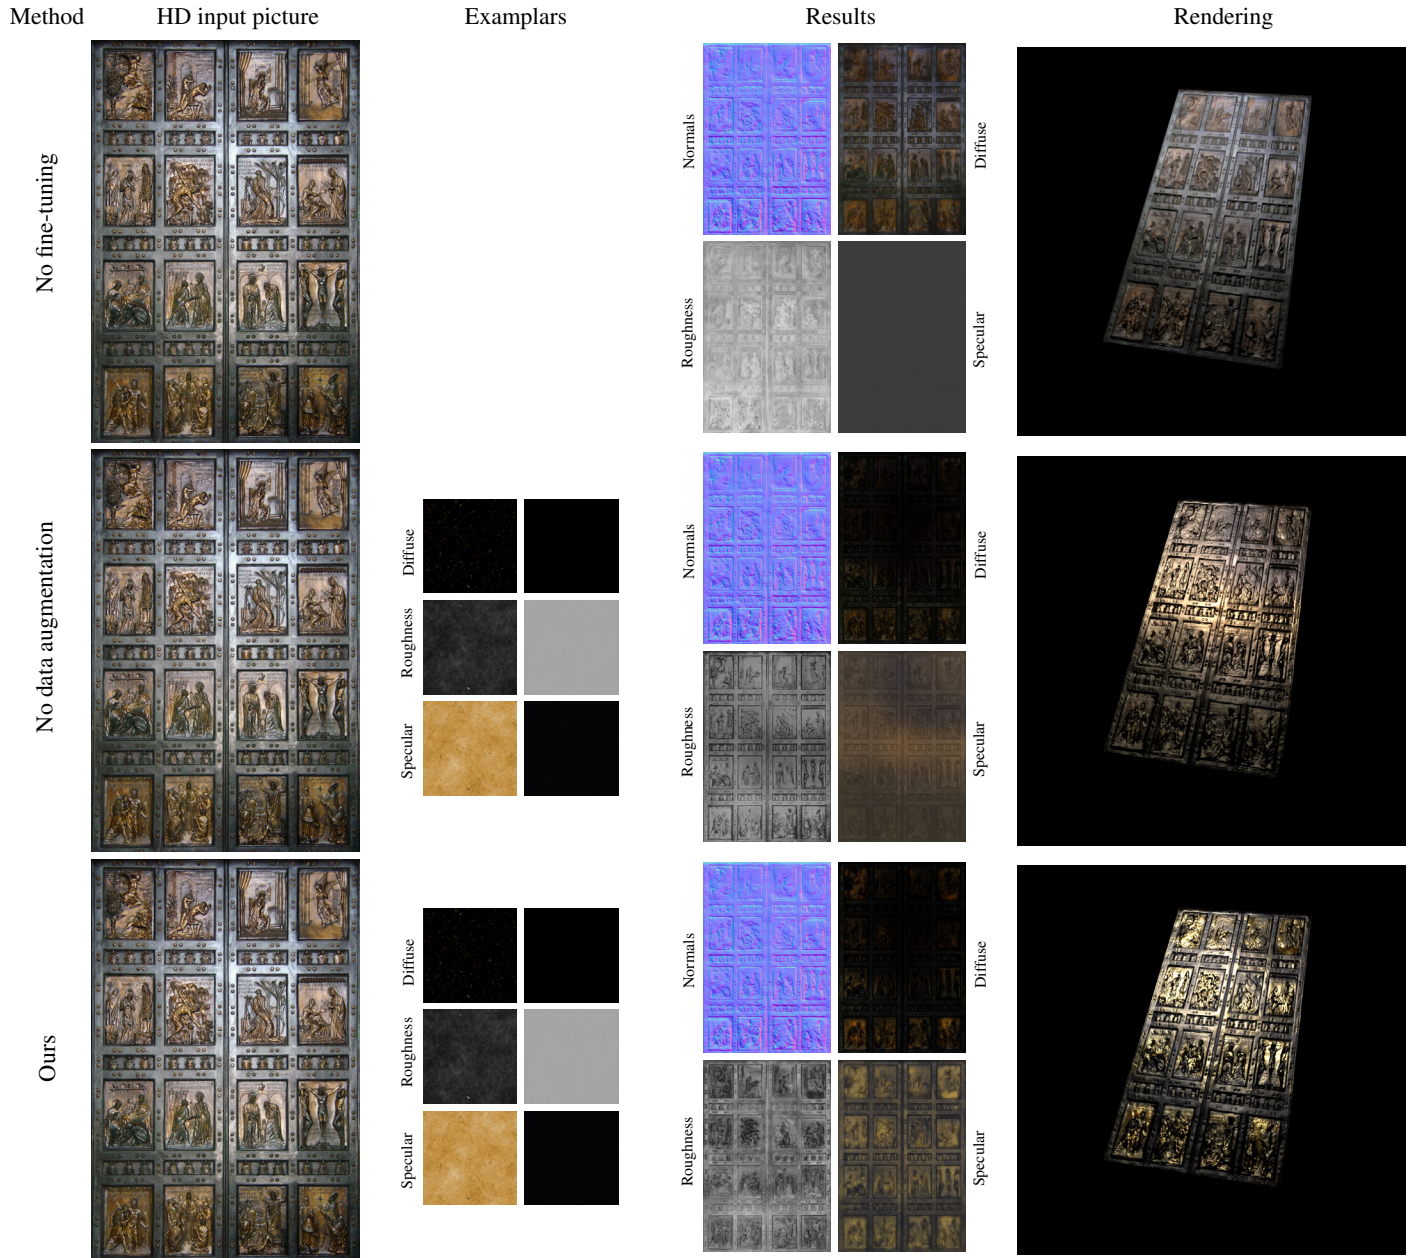 Method HD input picture Examplars Results Rendering
No fine-tuning
Normals
Diffuse
Roughness
Specular
No data augmentation
Diffuse
Roughness
Specular
Normals
Diffuse
Roughness
Specular
Ours
Diffuse
Roughness
Specular
Normals
Diffuse
Roughness
Specular